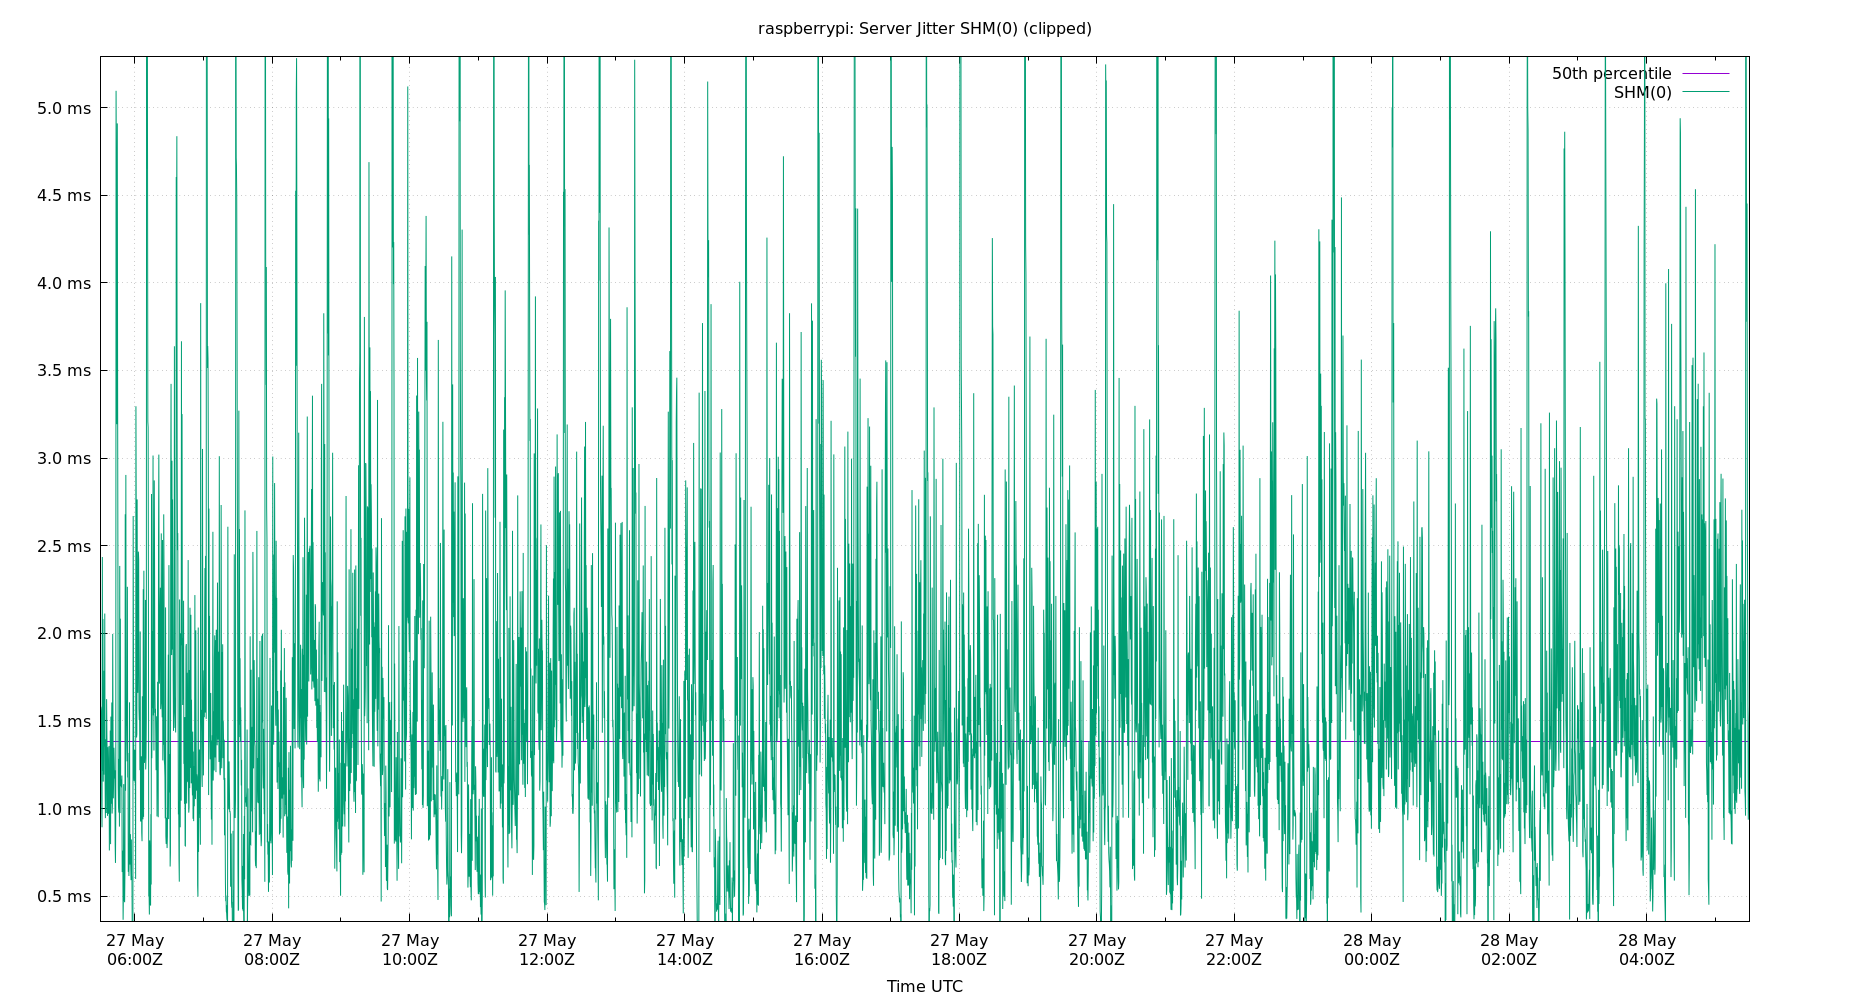 raspberrypi: Server Jitter SHM(0) (clipped)
50th percentile
SHM(0)
5.0 ms
4.5 ms
4.0 ms
3.5 ms
3.0 ms
2.5 ms
2.0 ms
1.5 ms
1.0 ms
0.5 ms
27 May 27 May 27 May 27 May 27 May 27 May 27 May 27 May 27 May 28 May 28 May 28 May
06:00Z 08:00Z 10:00Z 12:00Z 14:00Z 16:00Z 18:00Z 20:00Z 22:00Z 00:00Z 02:00Z 04:00Z
Time UTC